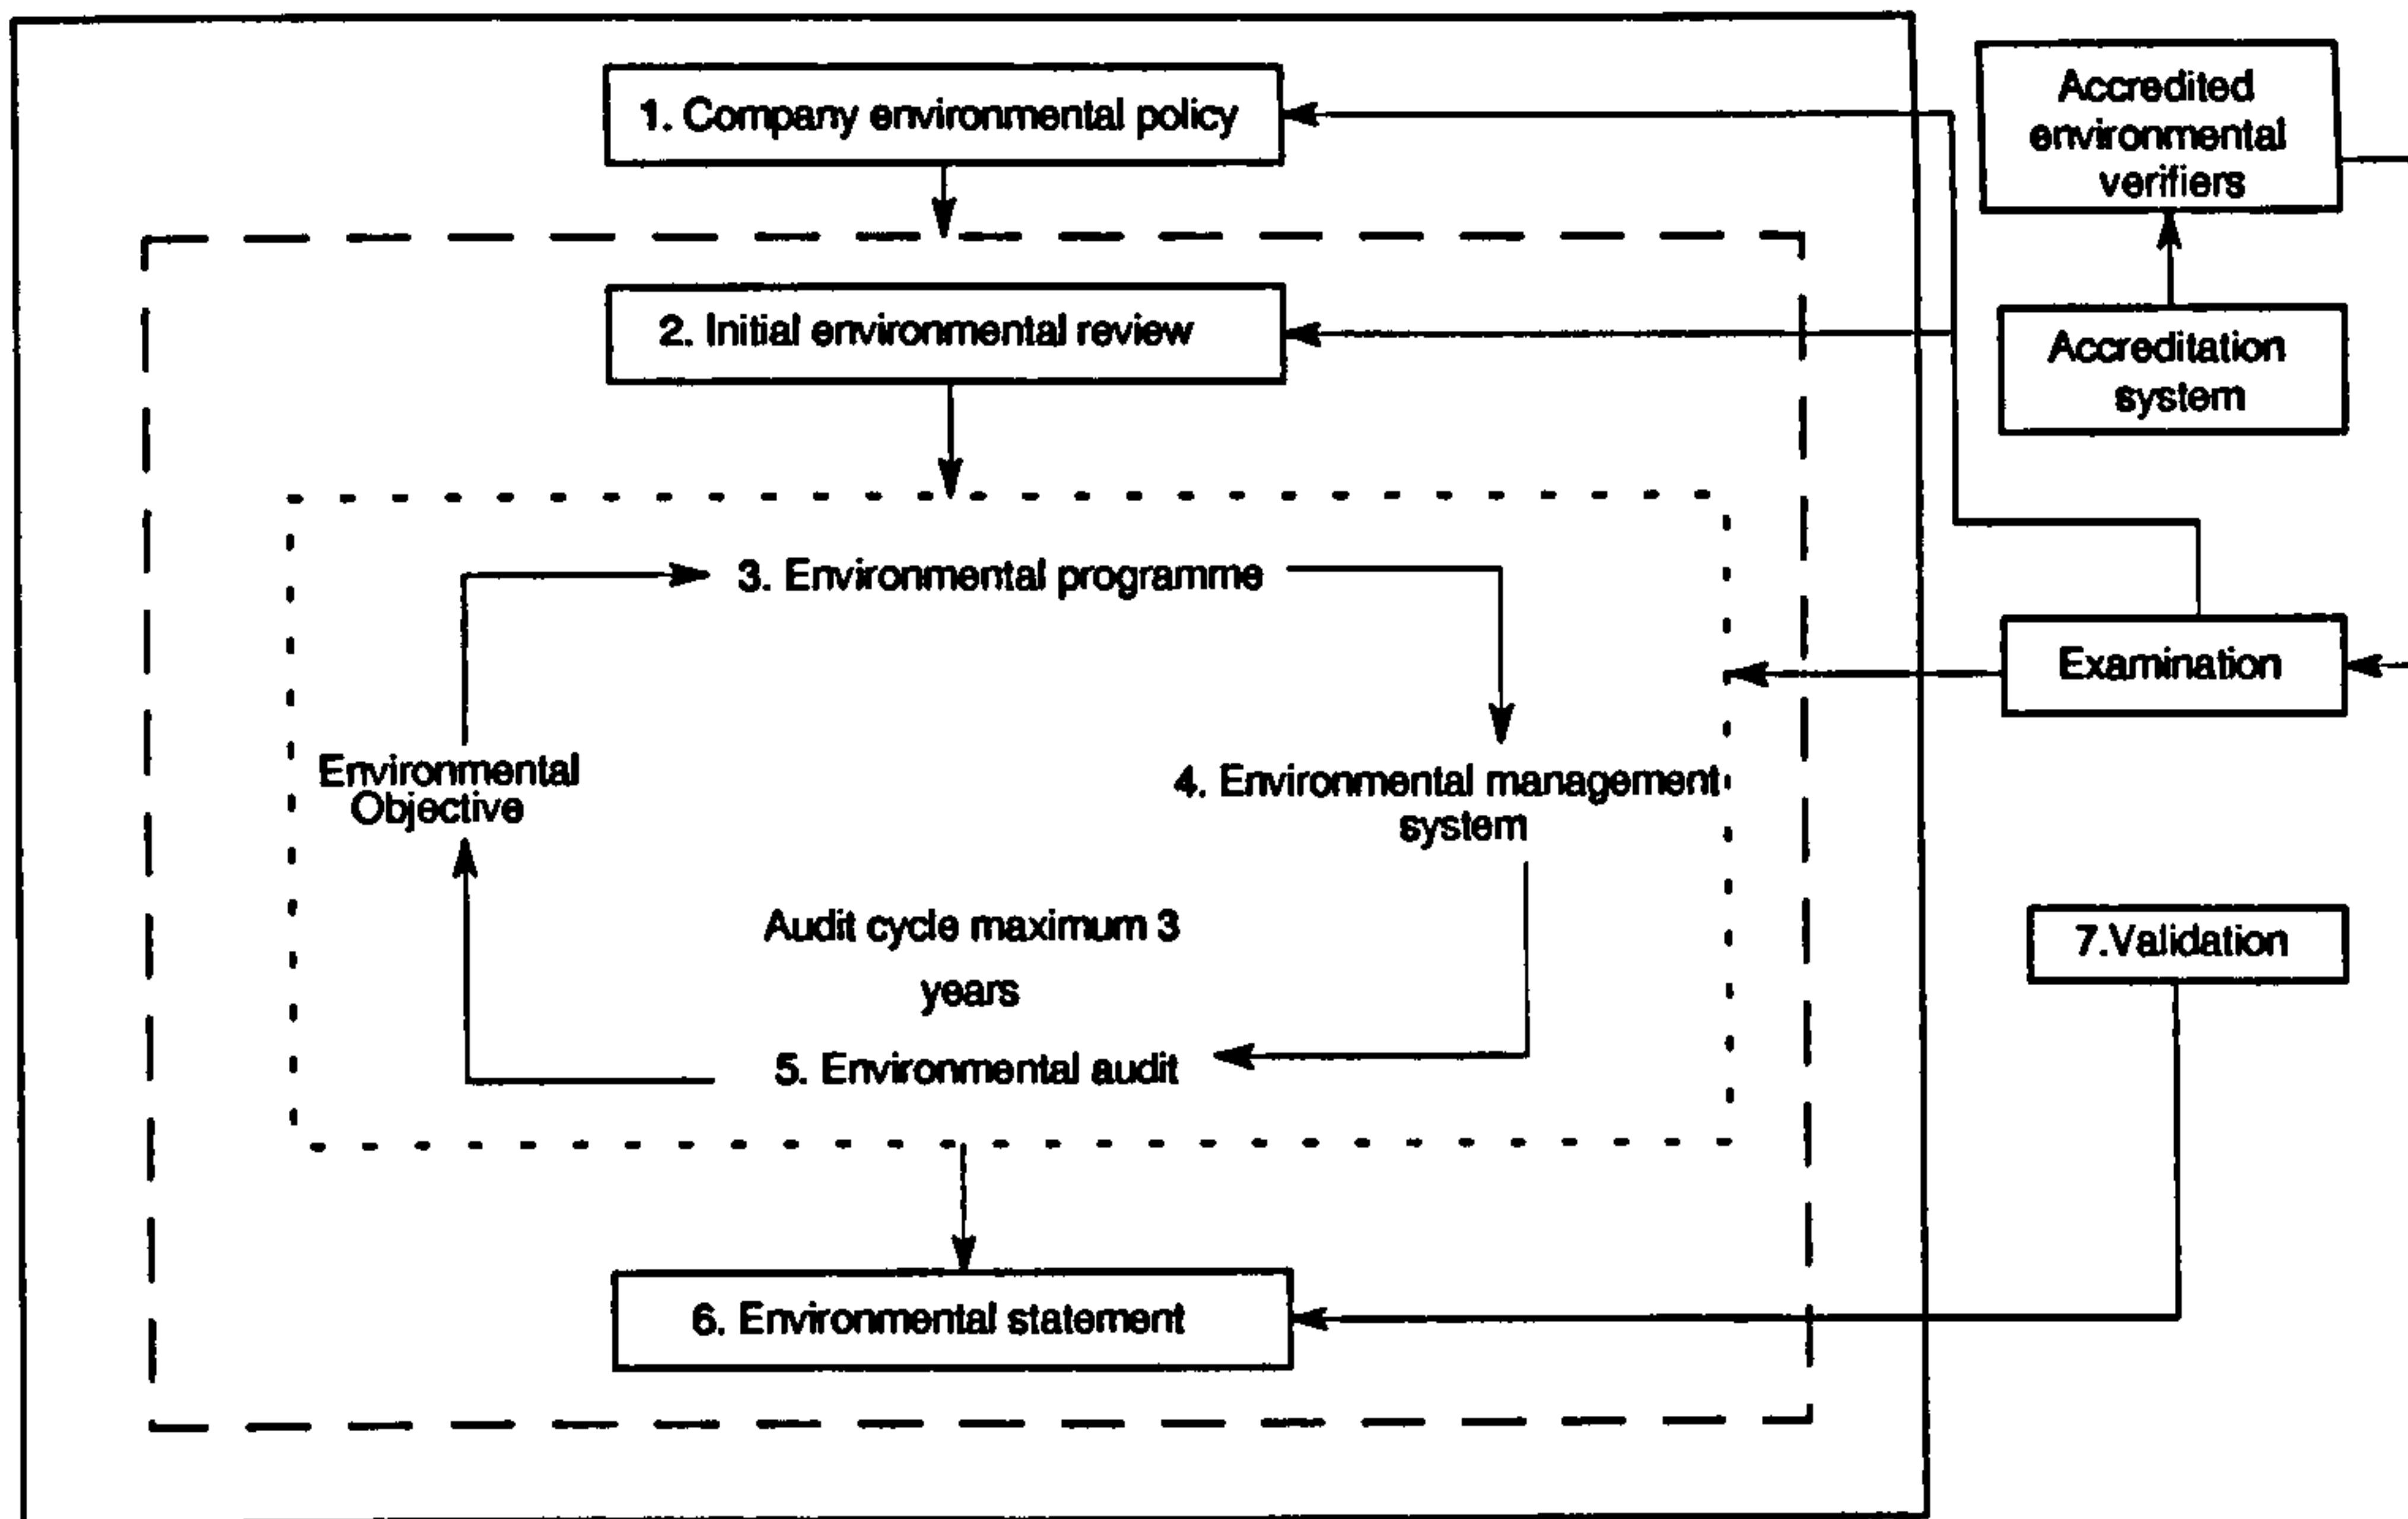 1. Company environmental policy
Accredited
environmental
verifiers
2. Initial environmental review
Accreditation
system
3. Environmental programme
Examination
Environmental
Objective
4. Environmental management
system
Audit cycle maximum 3
years
7.Validation
5. Environmental audit
6. Environmental statement